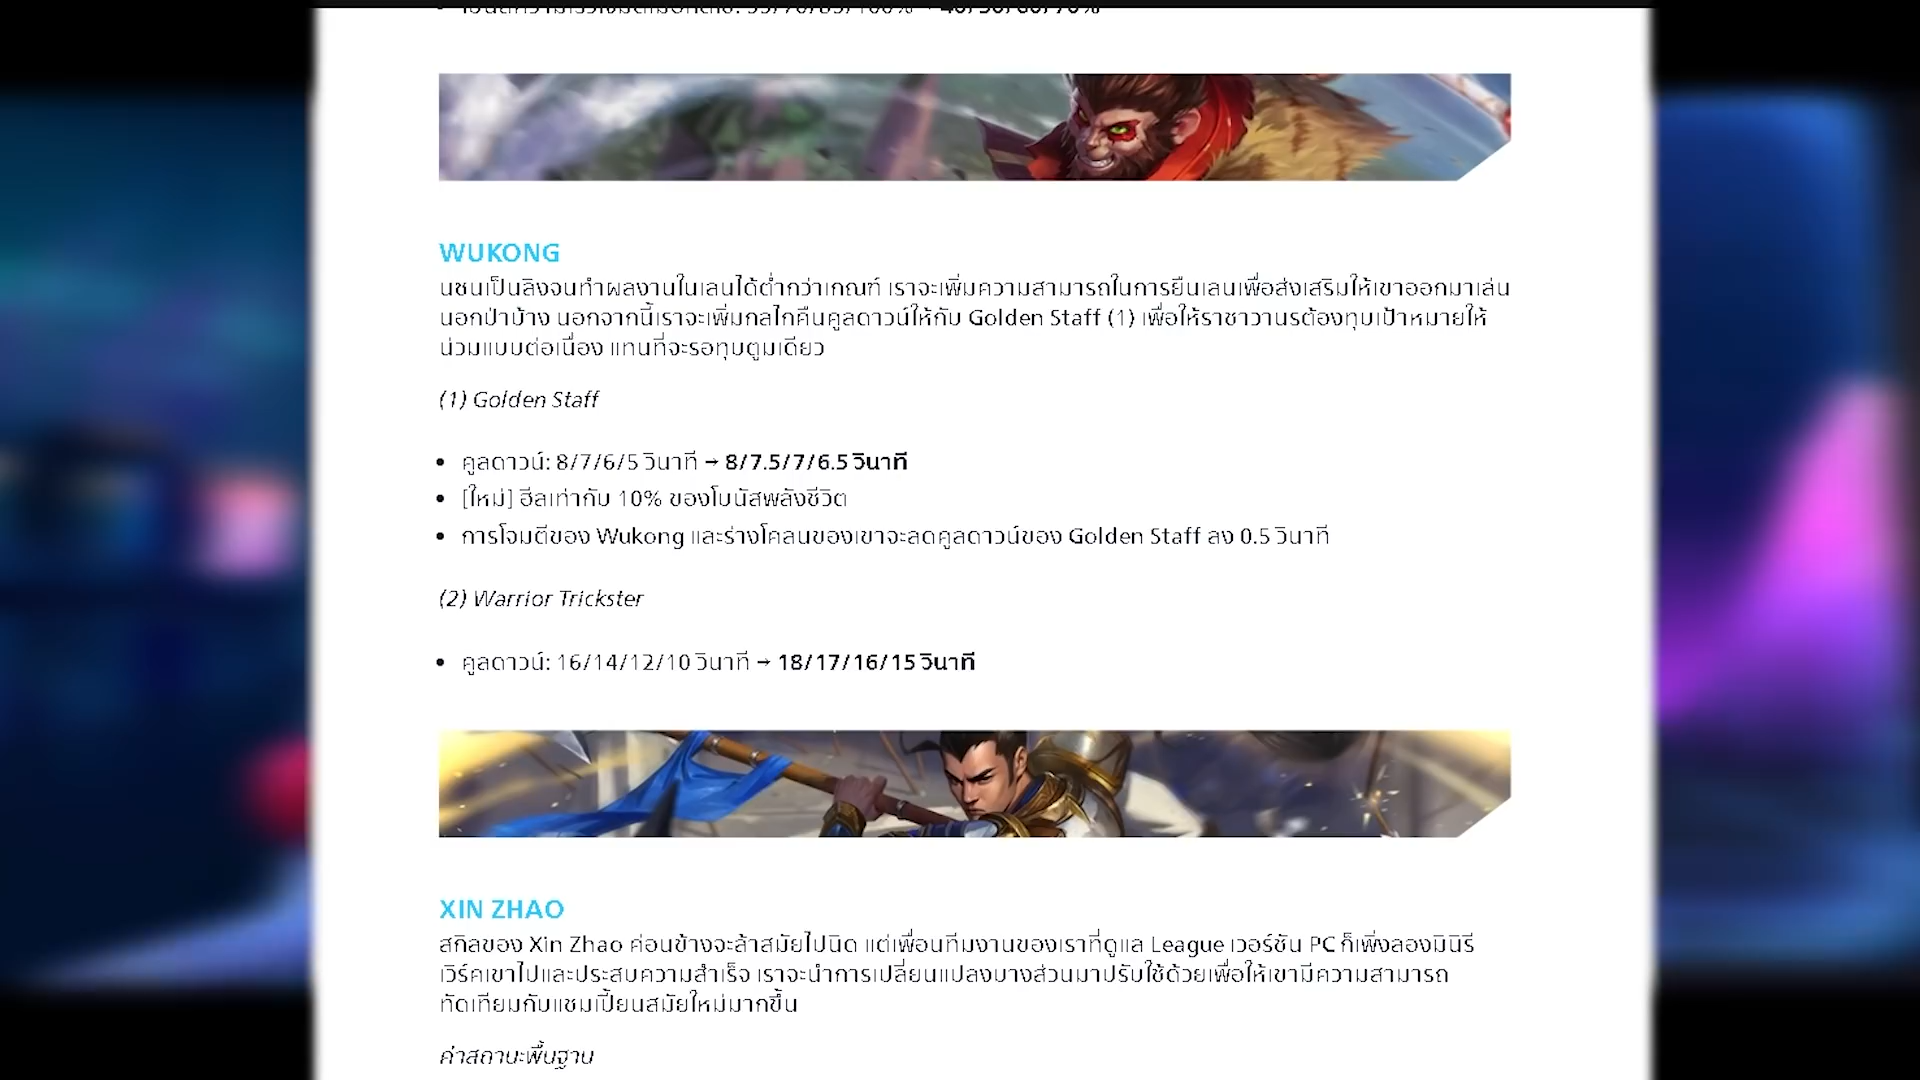 WUKONG
นซนเป็นลิงจนทำผลงานในเลนได้ต่ำกว่าเกณฑ์ เราจะเพิ่มความสามารถในการยืนเลนเพื่อส่งเสริมให้เขาออกมาเล่น
นอกป่าบ้าง นอกจากนี้เราจะเพิ่มกลไกคืนคูลดาวน์ให้กับ Golden Staff (1) เพื่อให้ราชาวานรต้องทุบเป้าหมายให้
น่วมแบบต่อเนื่อง แทนที่จะรอทุบตูมเดียว
(1) Golden Staff
• คูลดาวน์: 8/7/6/5 วินาที → 8/7.5/7/6.5 วินาที
• [ใหม่] ฮีลเท่ากับ 10% ของโบนัสพลังชีวิต
• การโจมตีของ Wukong และร่างโคลนของเขาจะลดคูลดาวน์ของ Golden Staff ลง 0.5 วินาที
(2) Warrior Trickster
• คูลดาวน์: 16/14/12/10 วินาที → 18/17/16/15 วินาที
XIN ZHAO
สกิลของ Xin Zhao ค่อนข้างจะล้าสมัยไปนิด แต่เพื่อนทีมงานของเราที่ดูแล League เวอร์ชัน PC ก็เพิ่งลองมินิรี
เวิร์คเขาไปและประสบความสำเร็จ เราจะนำการเปลี่ยนแปลงบางส่วนมาปรับใช้ด้วยเพื่อให้เขามีความสามารถ
ทัดเทียมกับแชมเปี้ยนสมัยใหม่มากขึ้น
ค่าสถานะพื้นฐาน